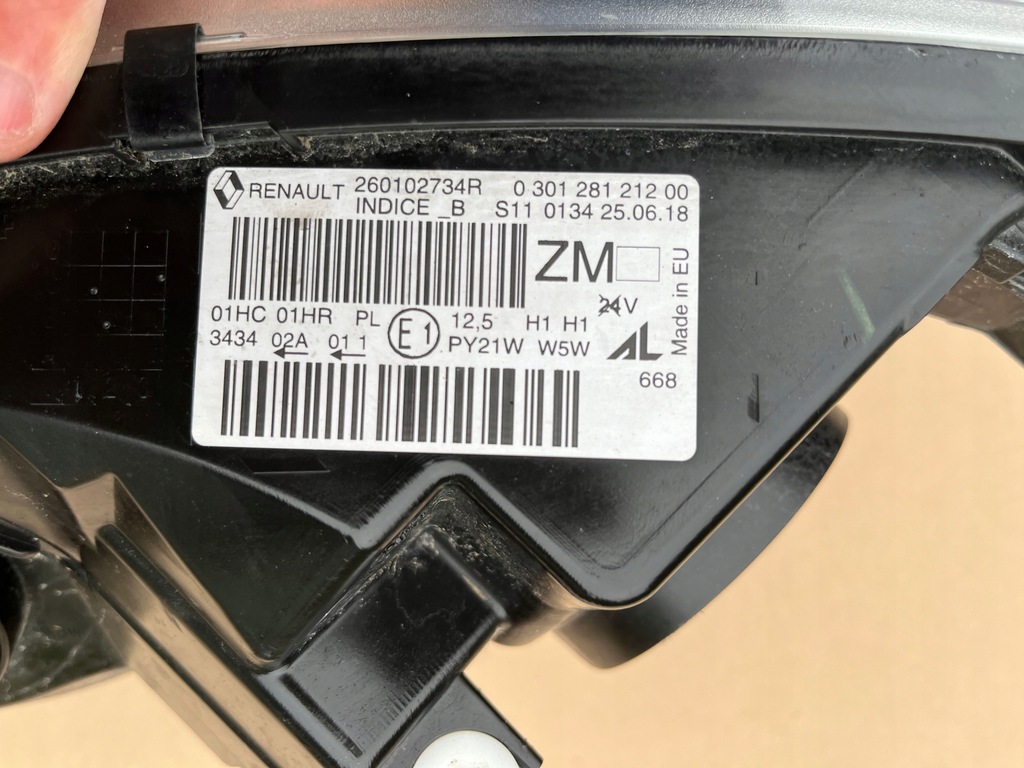 RENAULT 260102734R 0 301 281 212 00
INDICE _B S11 0134 25.06.18
ZM
01HC 01HR PL E1 12,5 H1 H1 24V
3434 02A 01 1 PY21W W5W AL
668
Made in EU